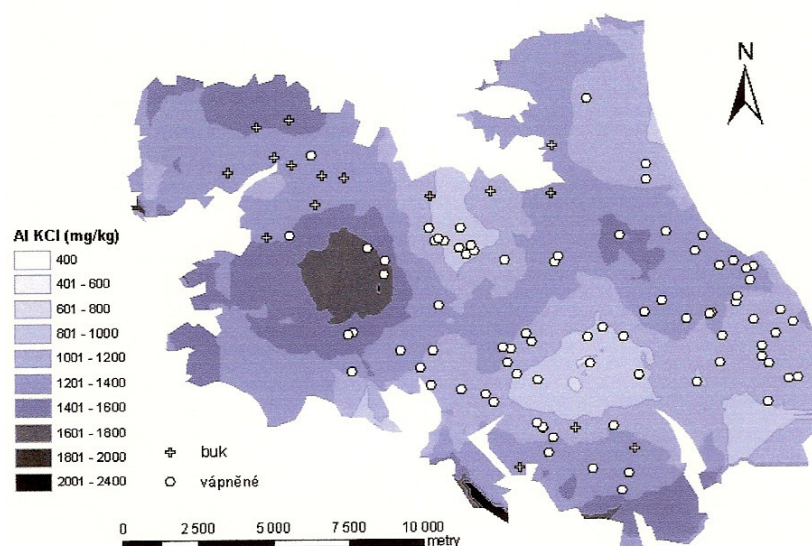 N
Al KCl (mg/kg)
400
401 - 600
601 - 800
801 - 1000
1001 - 1200
1201 - 1400
1401 - 1600
1601 - 1800
1801 - 2000
2001 - 2400
buk
vápněné
0 2 500 5 000 7 500 10 000
metry